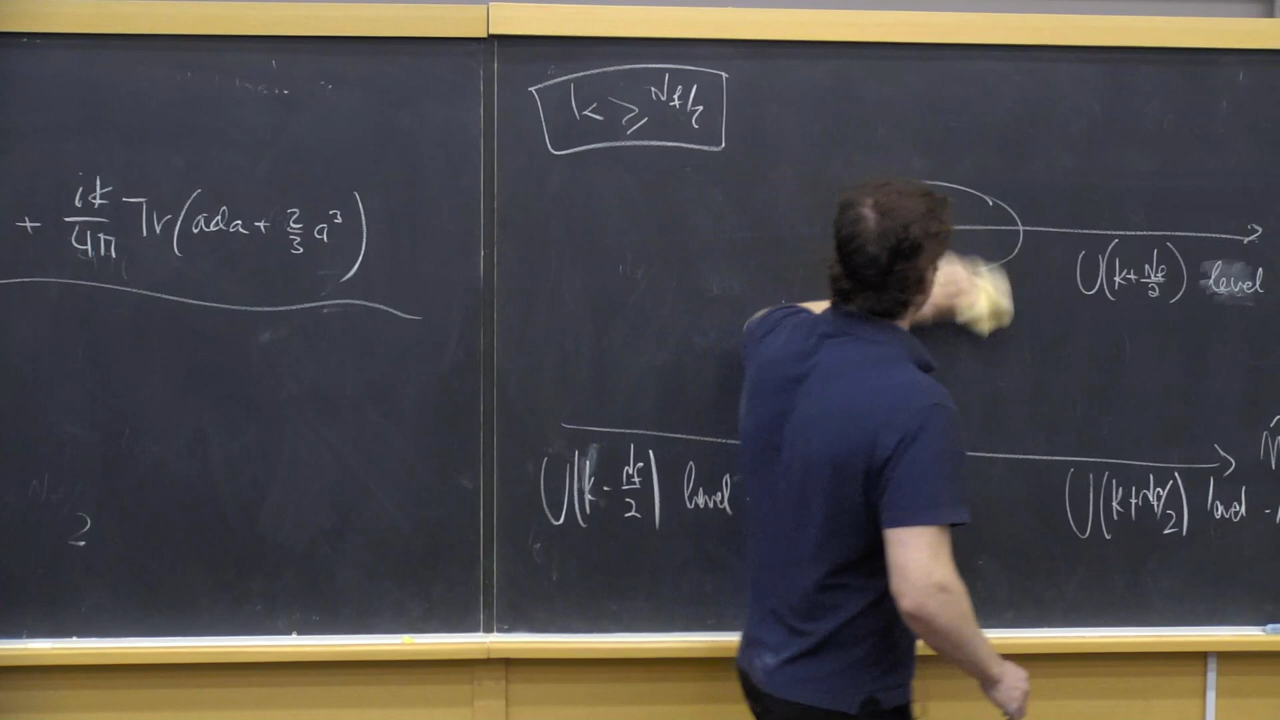 + ik/4π Tr(ada + 2/3 a³)
2
k ≥ Nf/2
U(k+Nf/2) level
U(k-Nf/2) level
U(k+Nf/2) level -